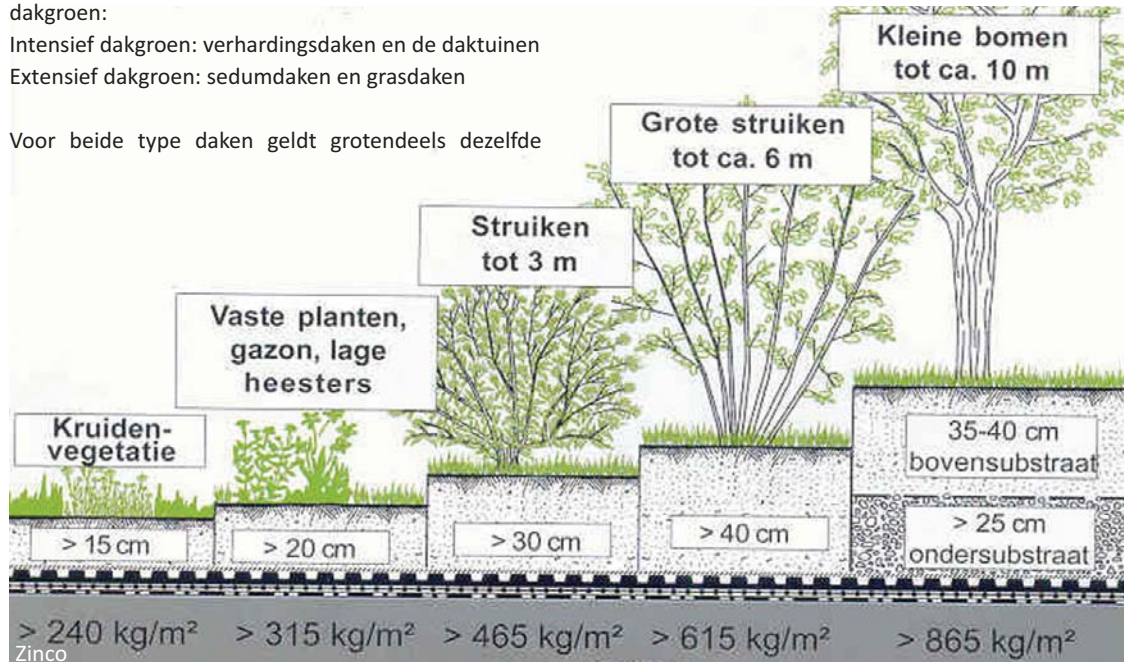 dakgroen:
Intensief dakgroen: verhardingsdaken en de daktuinen
Extensief dakgroen: sedumdaken en grasdaken
Voor beide type daken geldt grotendeels dezelfde
Kleine bomen
tot ca. 10 m
Grote struiken
tot ca. 6 m
Struiken
tot 3 m
Vaste planten,
gazon, lage
heesters
Kruiden-
vegetatie
> 15 cm
> 20 cm
> 30 cm
> 40 cm
35-40 cm
bovensubstraat
> 25 cm
ondersubstraat
> 240 kg/m²
> 315 kg/m²
> 465 kg/m²
> 615 kg/m²
> 865 kg/m²
Zinco